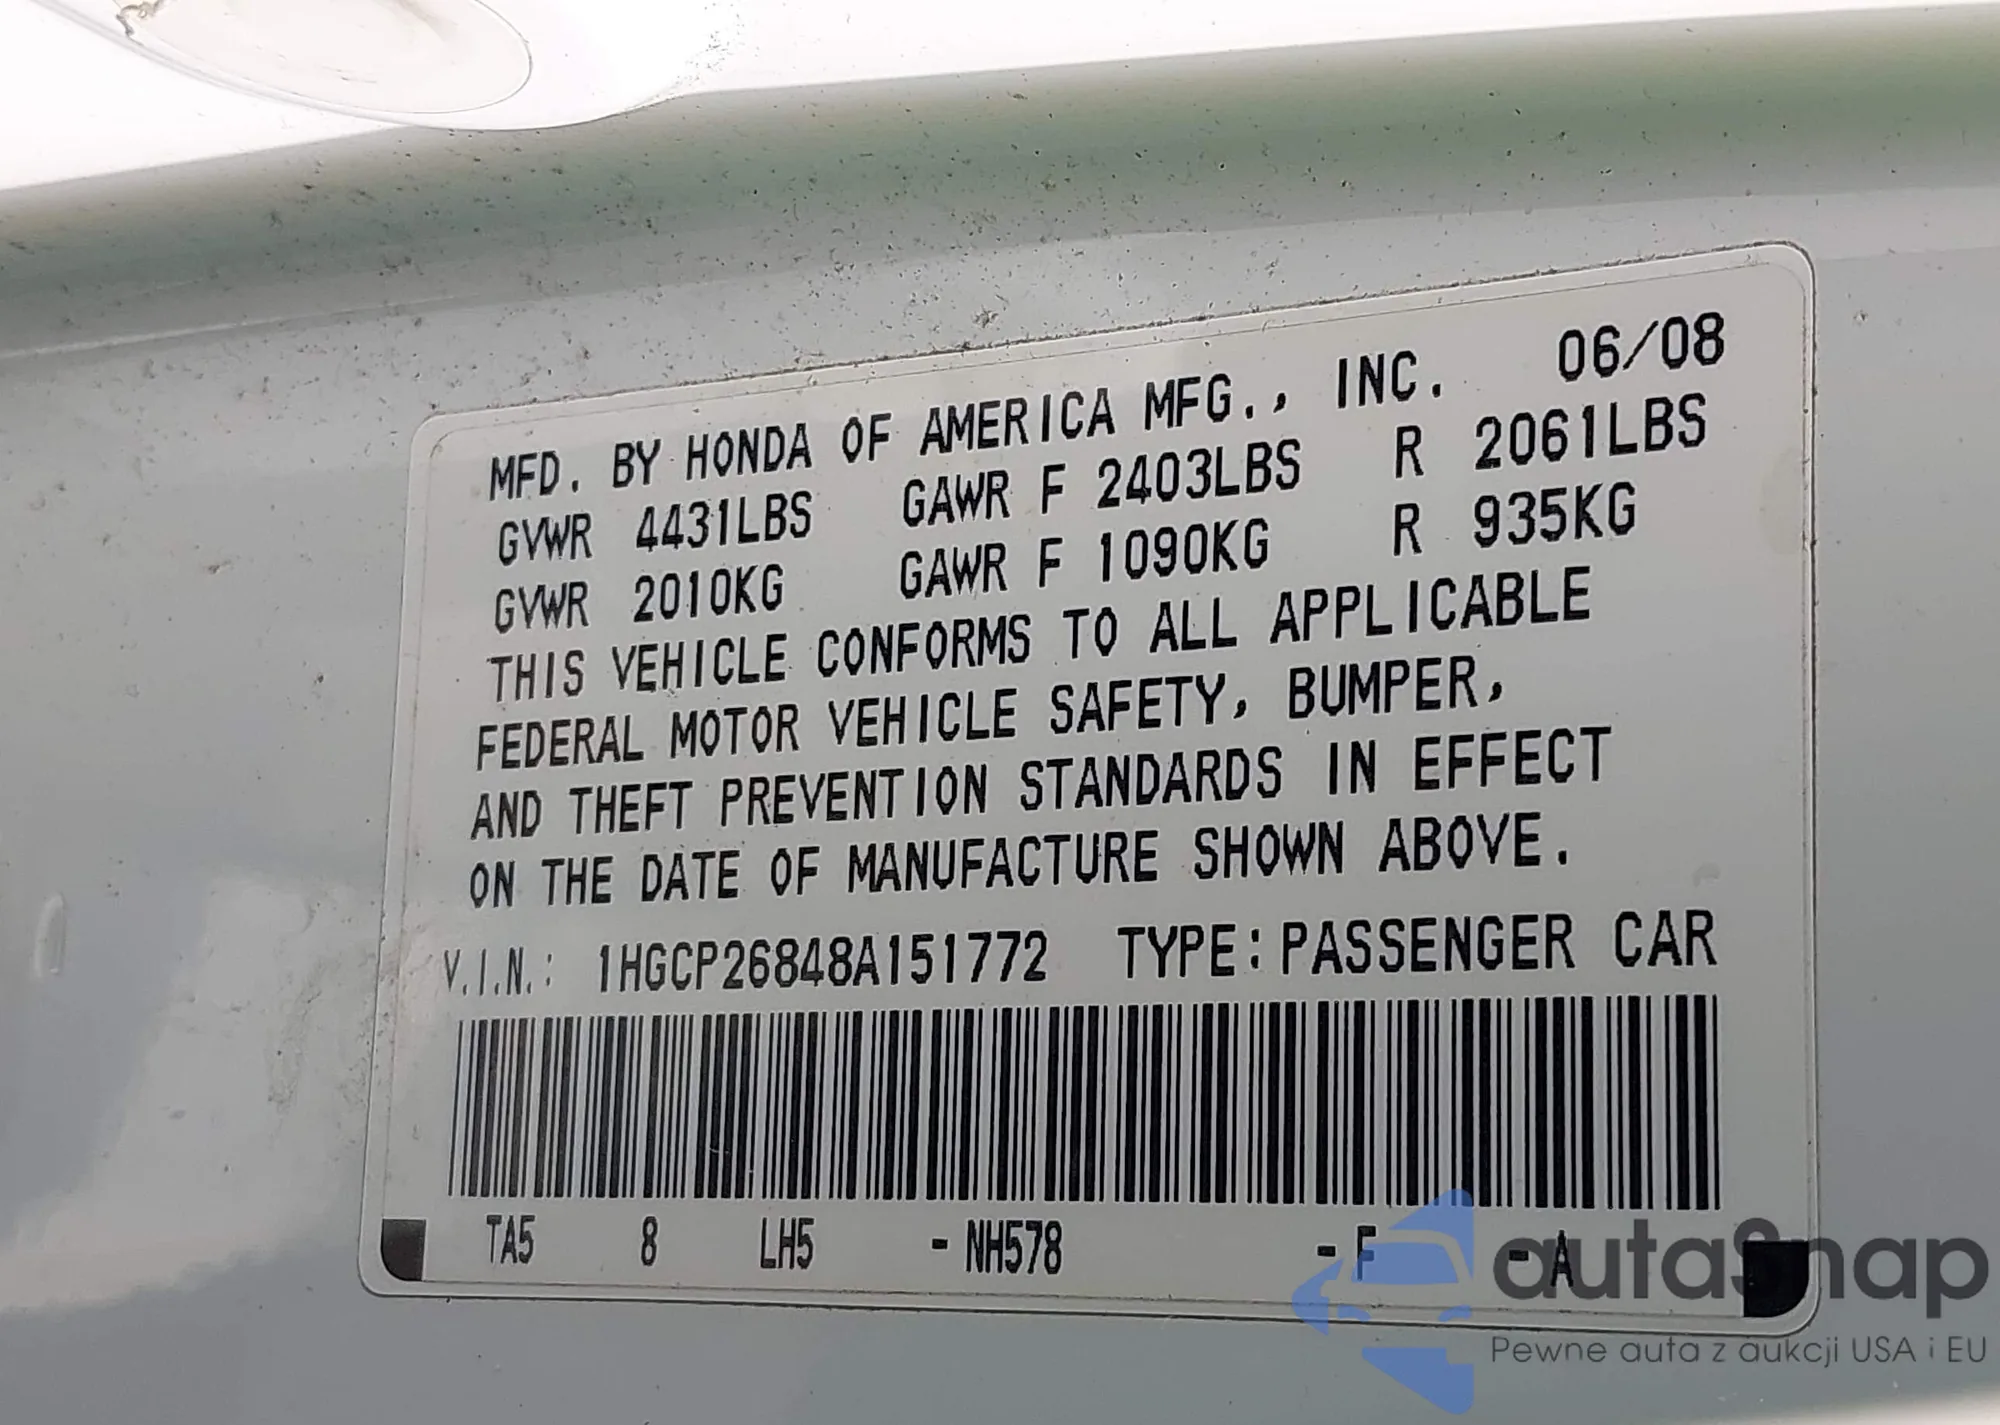 MFD. BY HONDA OF AMERICA MFG., INC. 06/08
GVWR 4431LBS GAWR F 2403LBS R 2061LBS
GVWR 2010KG GAWR F 1090KG R 935KG
THIS VEHICLE CONFORMS TO ALL APPLICABLE
FEDERAL MOTOR VEHICLE SAFETY, BUMPER,
AND THEFT PREVENTION STANDARDS IN EFFECT
ON THE DATE OF MANUFACTURE SHOWN ABOVE.
V.I.N.: 1HGCP26848A151772 TYPE:PASSENGER CAR
TA5 8 LH5 -NH578 -F -A
autaSnap
Pewne auta z aukcji USA i EU